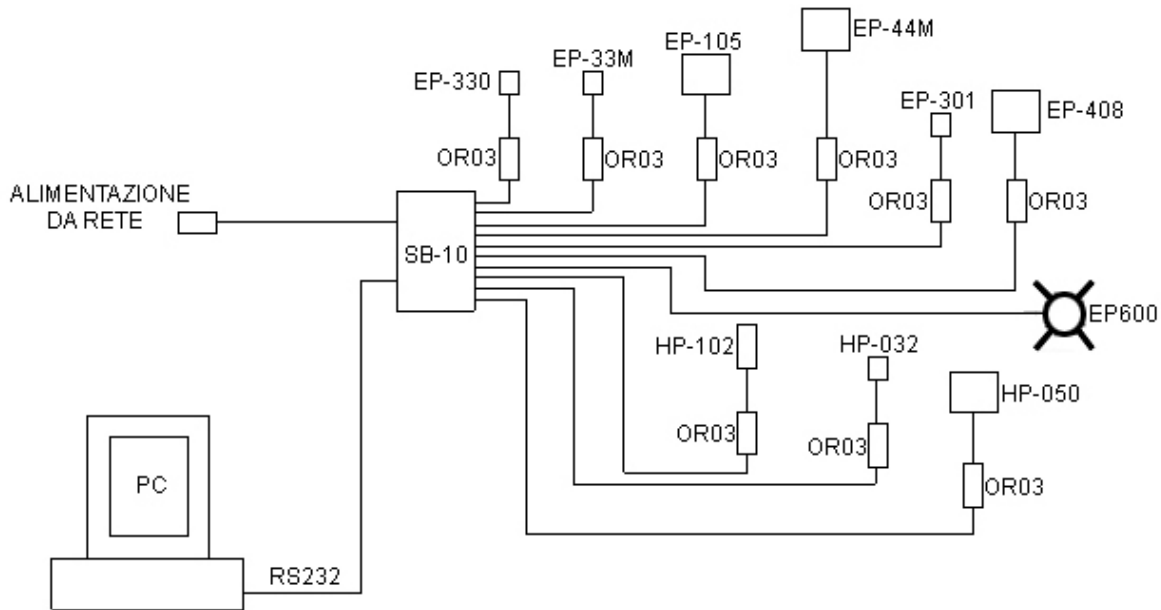 EP-44M
EP-105
EP-33M
EP-330
EP-301
EP-408
OR03
OR03
OR03
OR03
OR03
OR03
ALIMENTAZIONE
DA RETE
SB-10
EP600
HP-102
HP-032
HP-050
OR03
OR03
OR03
PC
RS232